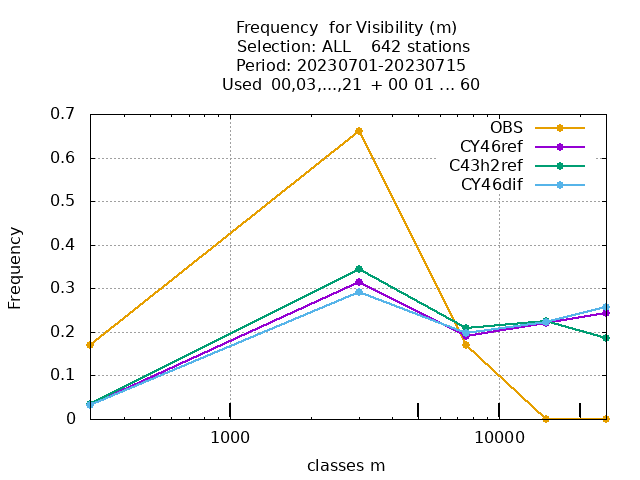 Frequency  for Visibility (m)
Selection: ALL    642 stations
Period: 20230701-20230715
Used  00,03,...,21  + 00 01 ... 60
0.7
0.6
0.5
0.4
0.3
0.2
0.1
0
Frequency
OBS
CY46ref
C43h2ref
CY46dif
1000
10000
classes m